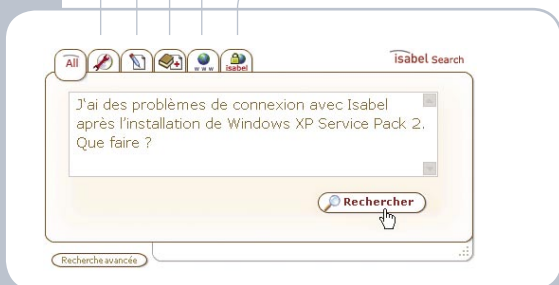 All
www
isabel
isabel Search
J'ai des problèmes de connexion avec Isabel
après l'installation de Windows XP Service Pack 2.
Que faire ?
Rechercher
Recherche avancée